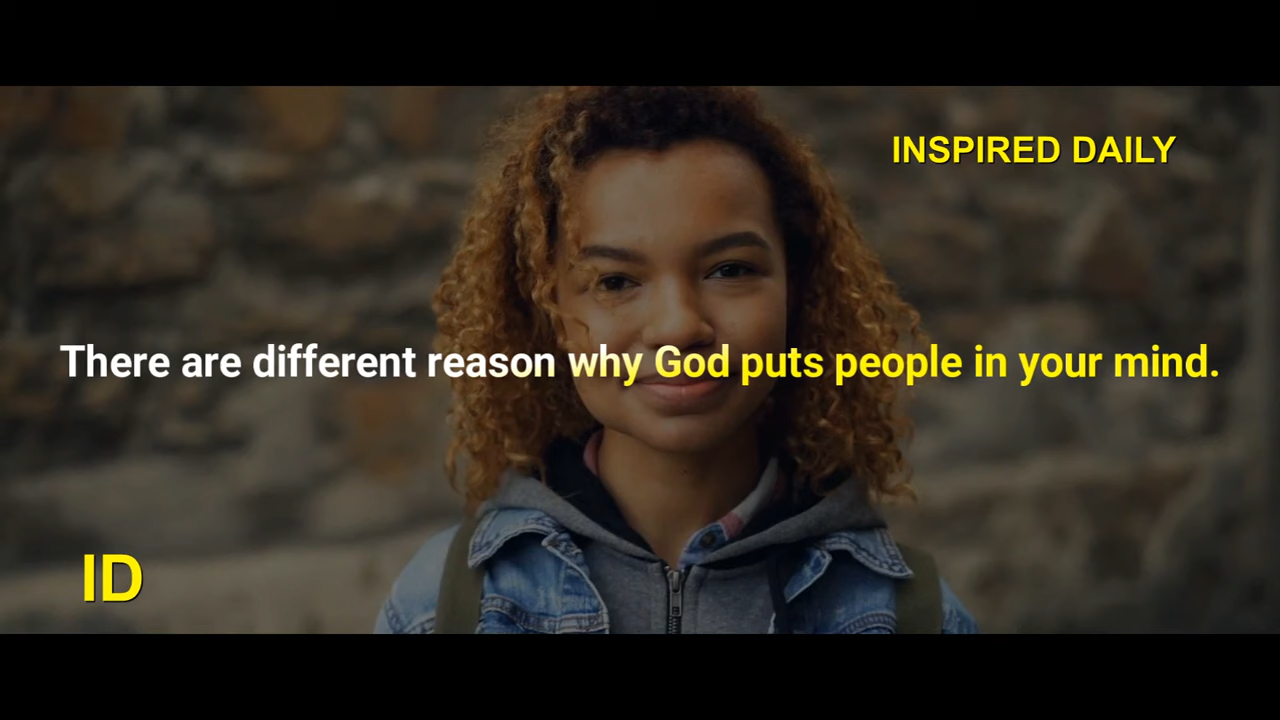 INSPIRED DAILY
There are different reason why God puts people in your mind.
ID